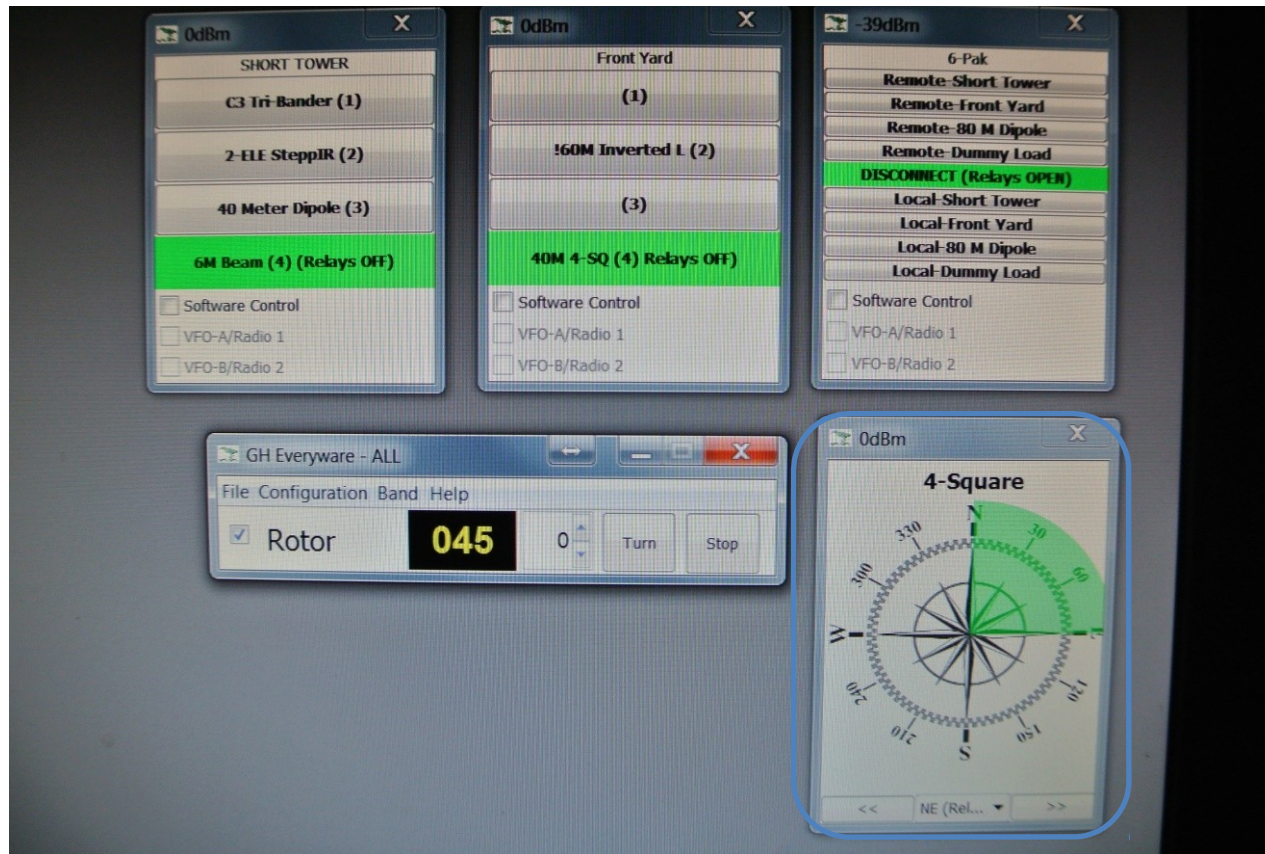 0dBm
SHORT TOWER
C3 Tri-Bander (1)
2-ELE SteppIR (2)
40 Meter Dipole (3)
6M Beam (4) (Relays OFF)
Software Control
VFO-A/Radio 1
VFO-B/Radio 2
0dBm
Front Yard
(1)
!60M Inverted L (2)
(3)
40M 4-SQ (4) Relays OFF)
Software Control
VFO-A/Radio 1
VFO-B/Radio 2
-39dBm
6-Pak
Remote-Short Tower
Remote-Front Yard
Remote-80 M Dipole
Remote-Dummy Load
DISCONNECT (Relays OPEN)
Local-Short Tower
Local-Front Yard
Local-80 M Dipole
Local-Dummy Load
Software Control
VFO-A/Radio 1
VFO-B/Radio 2
GH Everyware - ALL
File Configuration Band Help
Rotor 045 0 Turn Stop
0dBm
4-Square
N
30
60
E
120
150
S
210
240
W
300
330
<< NE (Rel... >>